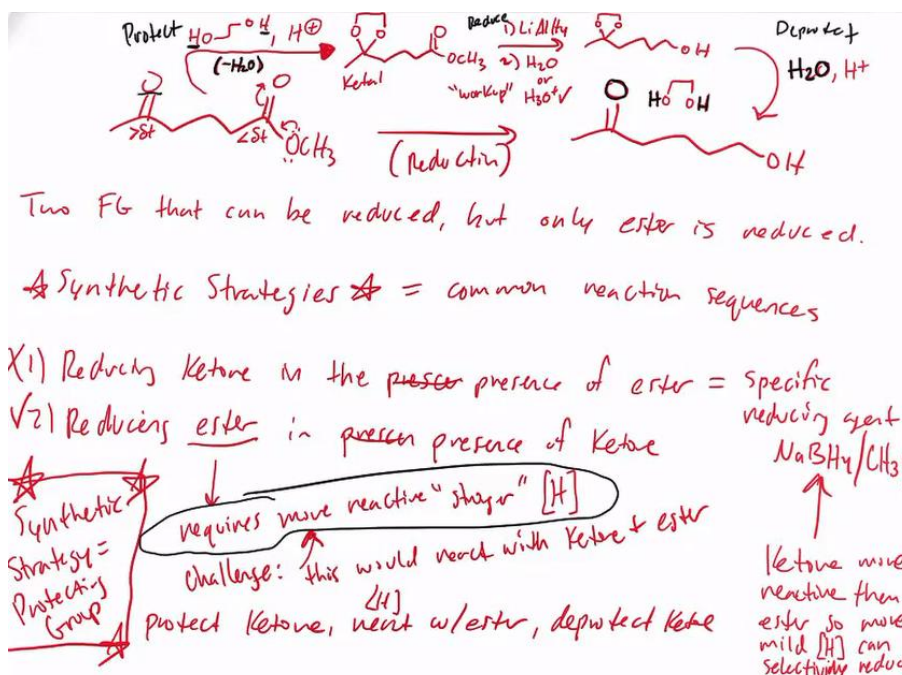 Protect HO OH, H⊕
(-H2O)
O
OCH3
Ketal
Reduce
1) LiAlH4
2) H2O
or
"workup" H3O+ ✓
OH
Deprotect
H2O, H+
O
HO OH
O
>δ+
O
<δ+
OCH3
(Reduction)
OH
Two FG that can be reduced, but only ester is reduced.
☆ Synthetic Strategies ☆ = common reaction sequences
X1) Reducing Ketone in the presence of ester = specific
reducing agent
NaBH4/CH3
√2) Reducing ester in presence of Ketone
requires more reactive "stronger" [H]
challenge: this would react with Ketone + ester
[H]
protect Ketone, react w/ester, deprotect Ketone
Synthetic
Strategy =
Protecting
Group
Ketone more
reactive than
ester so more
mild [H] can
selectivly reduc